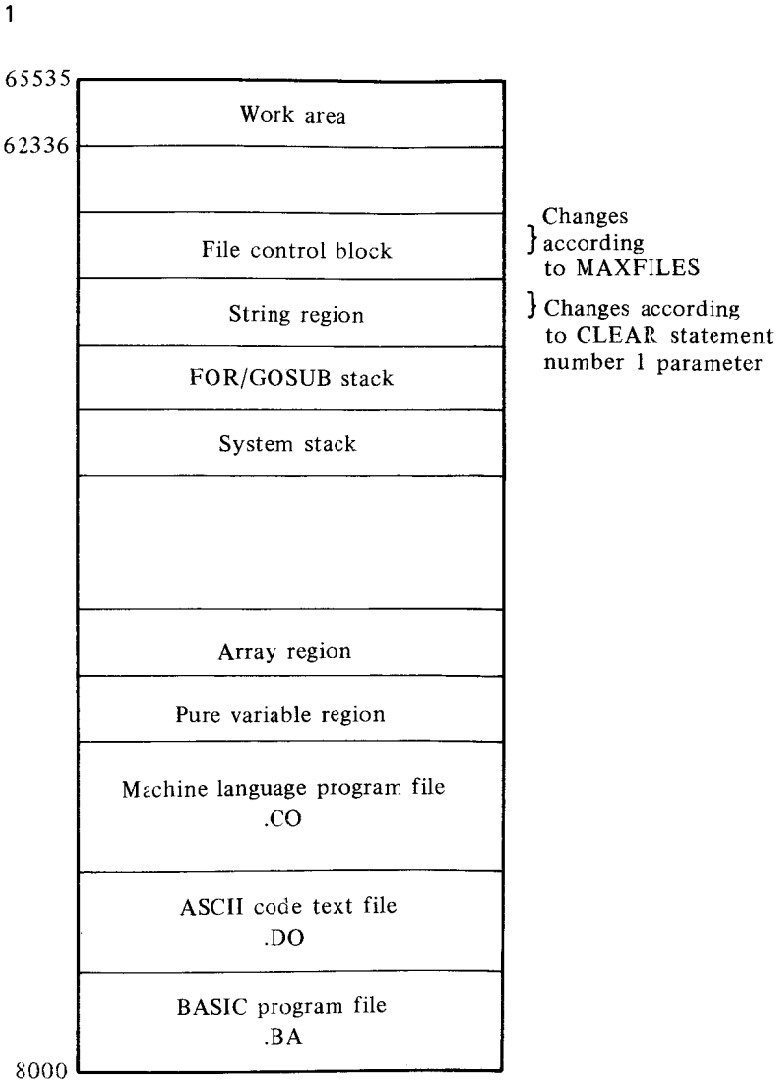 1
65535
Work area
62336
File control block
} Changes
according
to MAXFILES
String region
} Changes according
to CLEAR statement
number 1 parameter
FOR/GOSUB stack
System stack
Array region
Pure variable region
Machine language program file
.CO
ASCII code text file
.DO
BASIC program file
.BA
8000